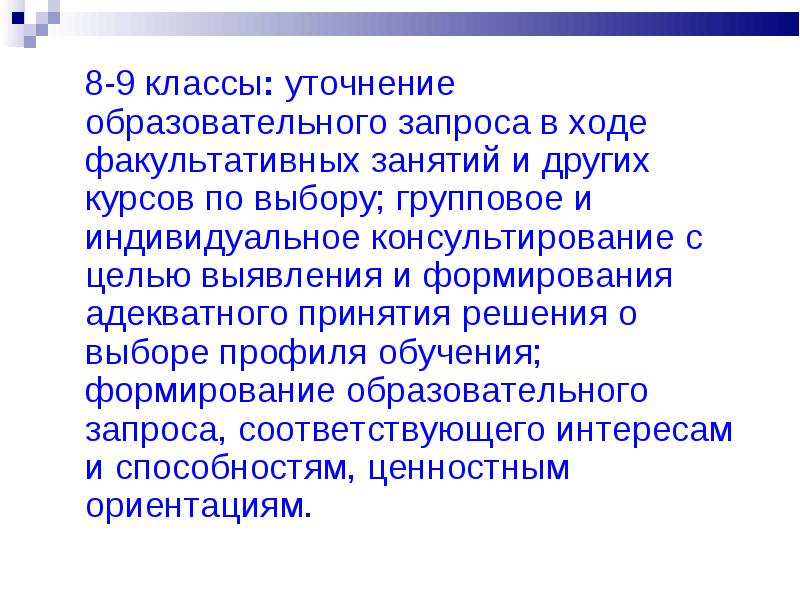 8-9 классы: уточнение
образовательного запроса в ходе
факультативных занятий и других
курсов по выбору; групповое и
индивидуальное консультирование с
целью выявления и формирования
адекватного принятия решения о
выборе профиля обучения;
формирование образовательного
запроса, соответствующего интересам
и способностям, ценностным
ориентациям.